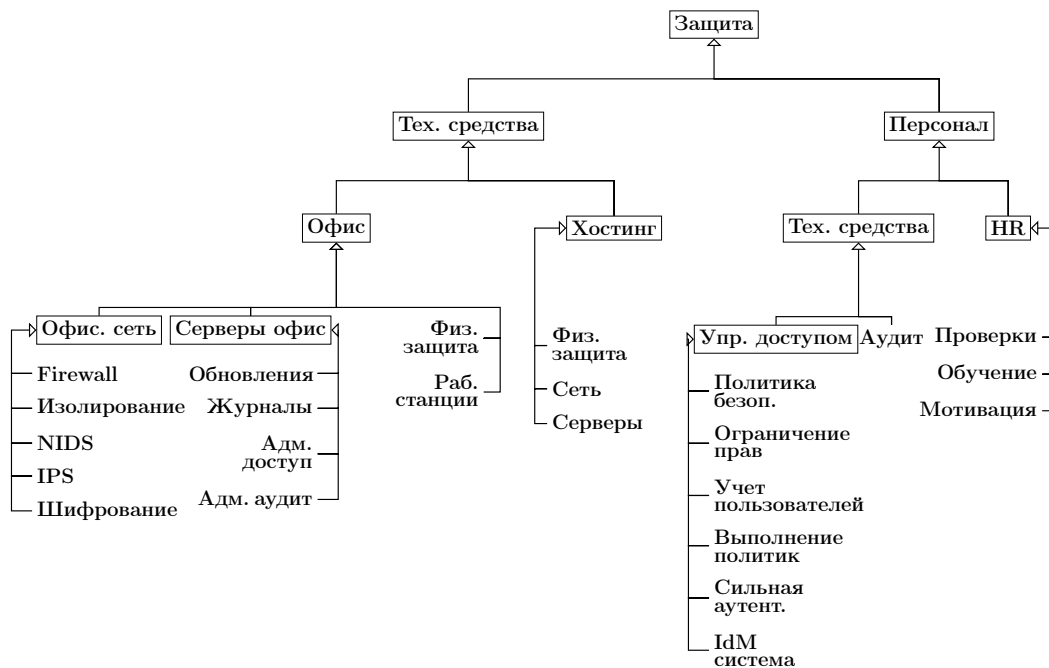 Защита
Тех. средства
Персонал
Офис
Хостинг
Тех. средства
HR
Офис. сеть
Серверы офис
Физ.
защита
Раб.
станции
Физ.
защита
Сеть
Серверы
Упр. доступом
Аудит
Проверки
Обучение
Мотивация
Firewall
Изолирование
NIDS
IPS
Шифрование
Обновления
Журналы
Адм.
доступ
Адм. аудит
Политика
безоп.
Ограничение
прав
Учет
пользователей
Выполнение
политик
Сильная
аутент.
IdM
система